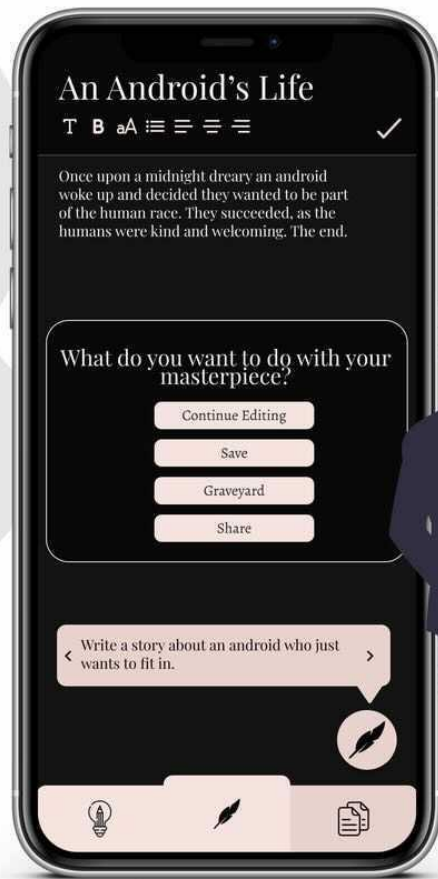 An Android's Life
T B aA
Once upon a midnight dreary an android
woke up and decided they wanted to be part
of the human race. They succeeded, as the
humans were kind and welcoming. The end.
What do you want to do with your
masterpiece?
Continue Editing
Save
Graveyard
Share
Write a story about an android who just
wants to fit in.